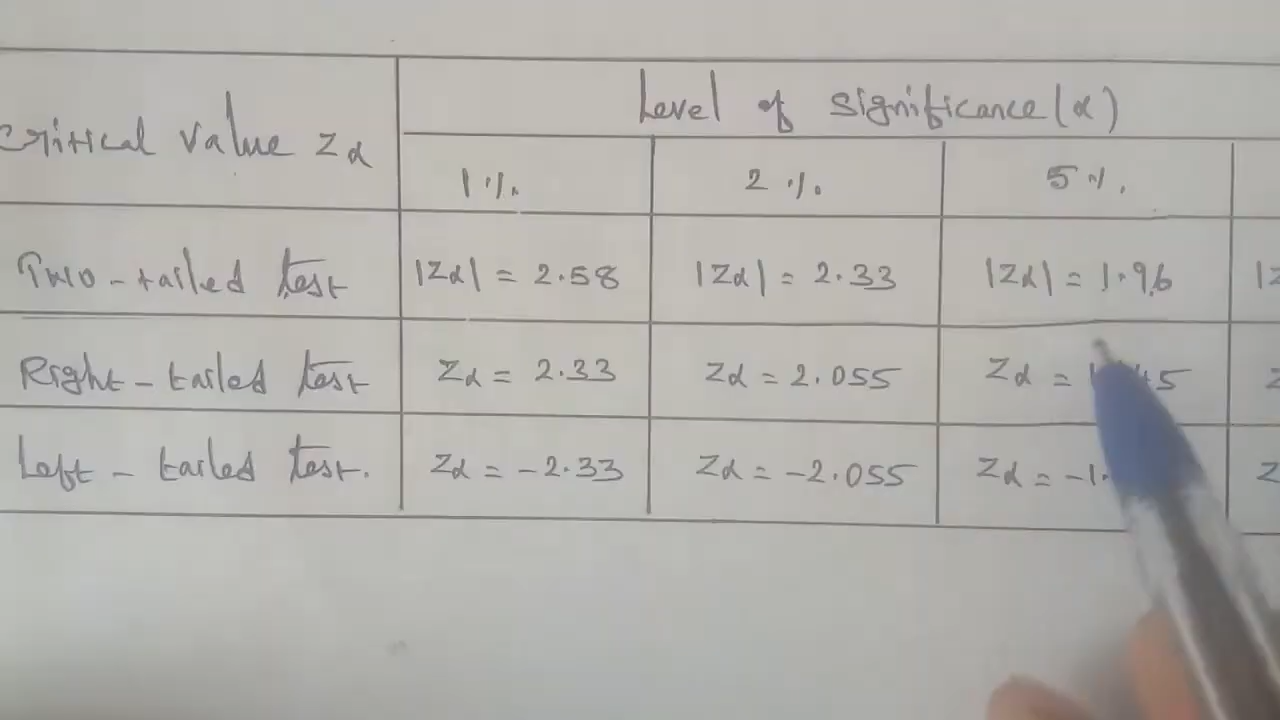 Level of significance (α)
Critical value Zα
1 %. 2 %. 5 %.
Two-tailed test |Zα| = 2.58 |Zα| = 2.33 |Zα| = 1.96
Right-tailed test Zα = 2.33 Zα = 2.055 Zα =
Left-tailed test. Zα = -2.33 Zα = -2.055 Zα =